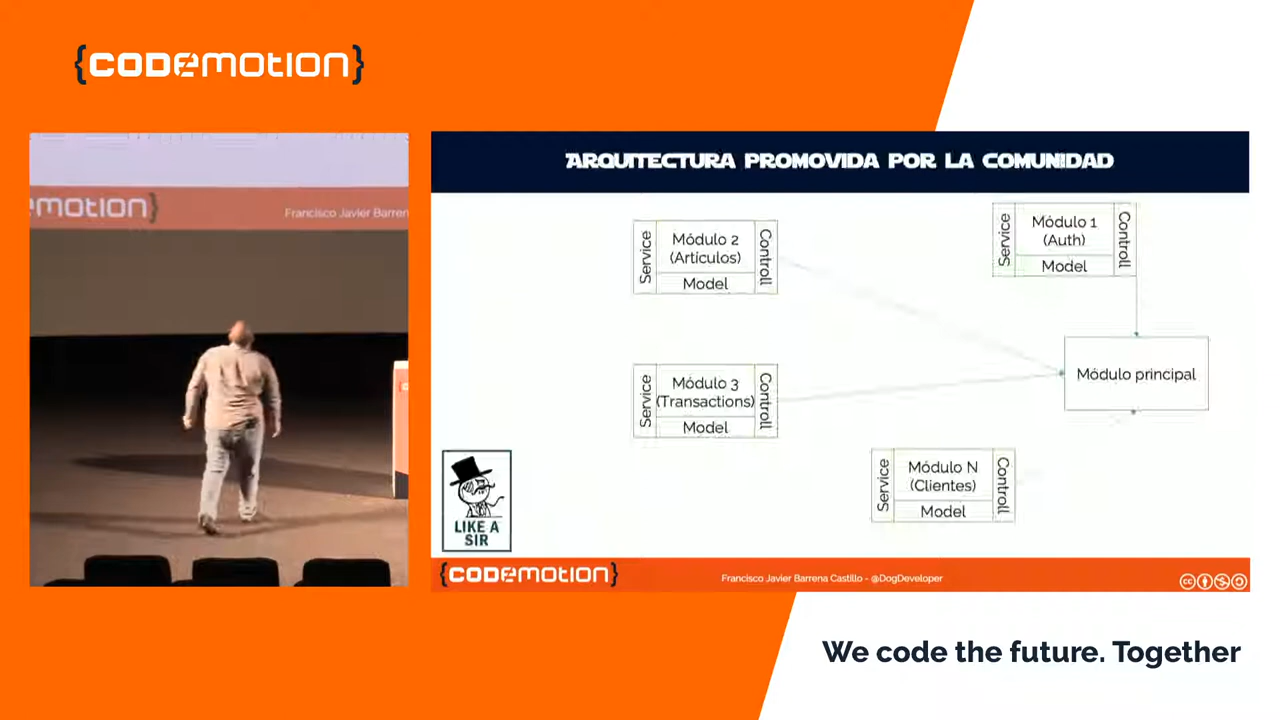 {CODEMOTION}
emotion}
Francisco Javier Barren
ARQUITECTURA PROMOVIDA POR LA COMUNIDAD
Service
Módulo 2
(Artículos)
Model
Controll
Service
Módulo 1
(Auth)
Model
Controll
Service
Módulo 3
(Transactions)
Model
Controll
Módulo principal
Service
Módulo N
(Clientes)
Model
Controll
LIKE A
SIR
{CODEMOTION}
Francisco Javier Barrena Castillo - @DogDeveloper
We code the future. Together